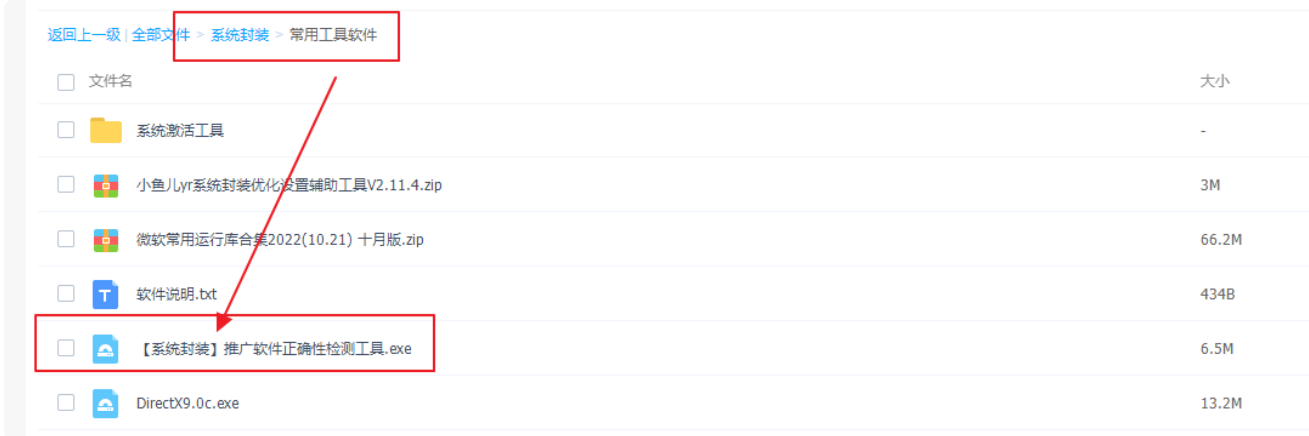 返回上一级 | 全部文件 > 系统封装 > 常用工具软件
文件名 大小
系统激活工具 -
小鱼儿yr系统封装优化设置辅助工具V2.11.4.zip 3M
微软常用运行库合集2022(10.21) 十月版.zip 66.2M
软件说明.txt 434B
【系统封装】推广软件正确性检测工具.exe 6.5M
DirectX9.0c.exe 13.2M